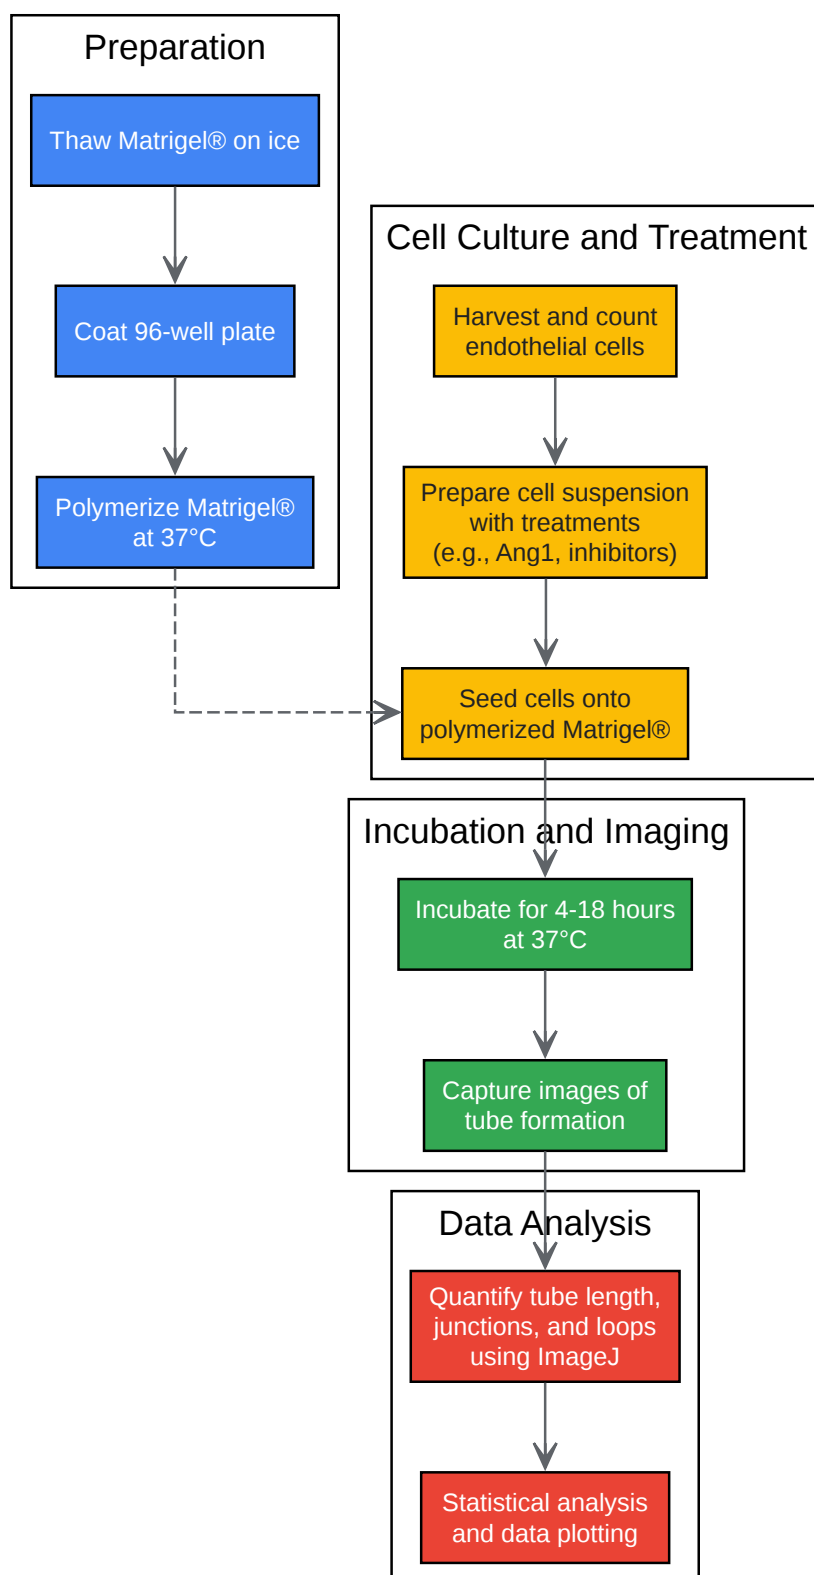 Preparation
Thaw Matrigel® on ice
Coat 96-well plate
Polymerize Matrigel®
at 37°C
Cell Culture and Treatment
Harvest and count
endothelial cells
Prepare cell suspension
with treatments
(e.g., Ang1, inhibitors)
Seed cells onto
polymerized Matrigel®
Incubation and Imaging
Incubate for 4-18 hours
at 37°C
Capture images of
tube formation
Data Analysis
Quantify tube length,
junctions, and loops
using ImageJ
Statistical analysis
and data plotting